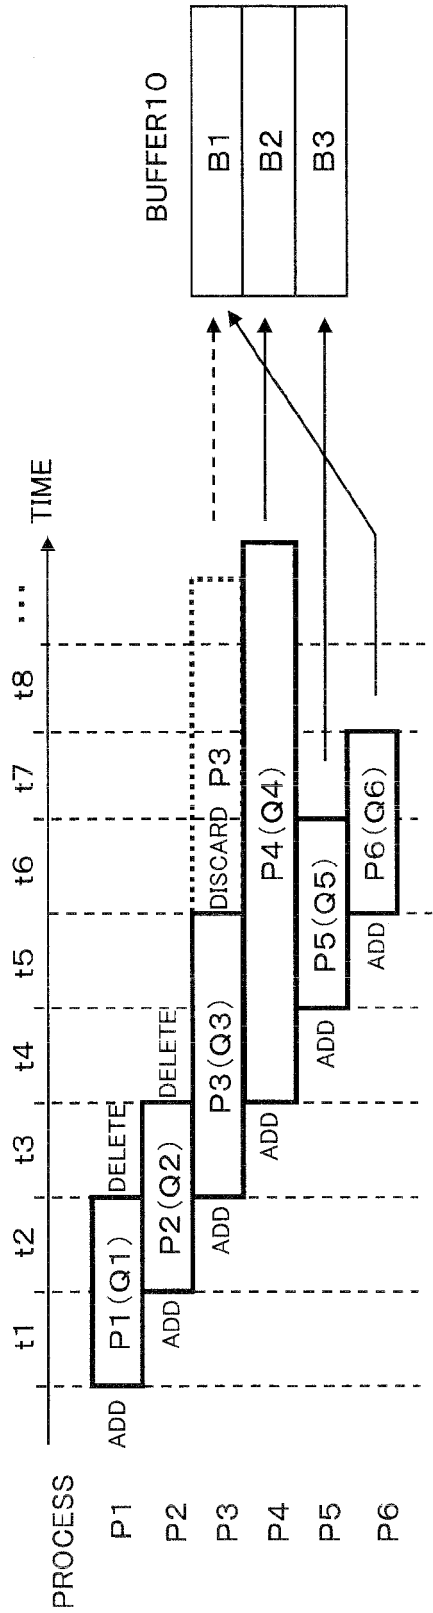 TIME
t1 t2 t3 t4 t5 t6 t7 t8 ...
PROCESS
P1 ADD P1(Q1) DELETE
P2 ADD P2(Q2) DELETE
P3 ADD P3(Q3) DISCARD P3
P4 ADD P4(Q4)
P5 ADD P5(Q5)
P6 ADD P6(Q6)
BUFFER10
B1
B2
B3